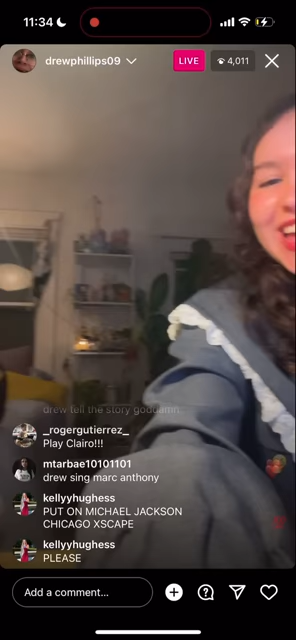 11:34
drewphillips09
LIVE
4,011
drew tell the story goddamn...
_rogergutierrez_
Play Clairo!!!
mtarbae10101101
drew sing marc anthony
kellyyhughess
PUT ON MICHAEL JACKSON
CHICAGO XSCAPE
kellyyhughess
PLEASE
Add a comment...